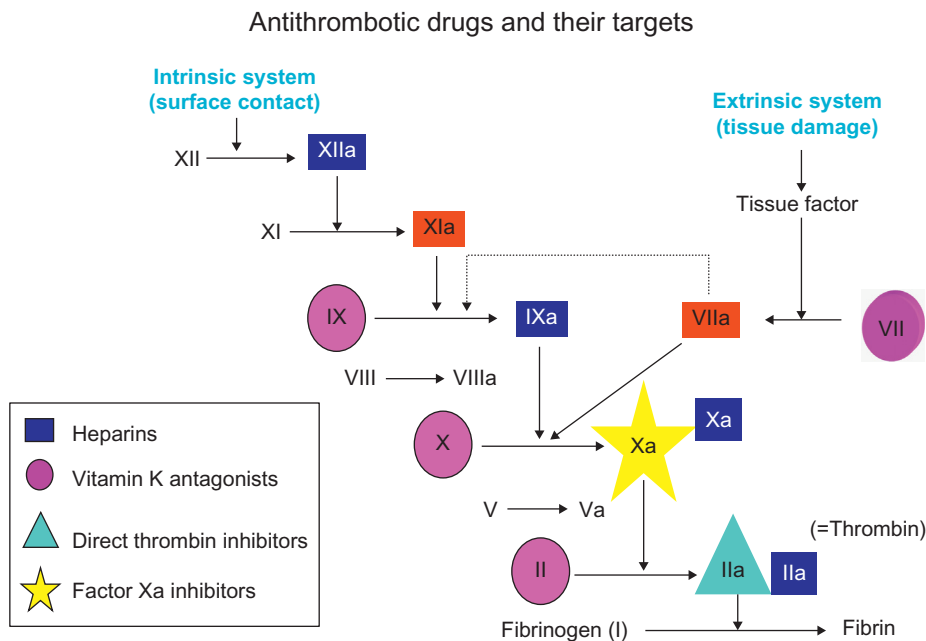 Antithrombotic drugs and their targets
Intrinsic system
(surface contact)
Extrinsic system
(tissue damage)
XII
XIIa
Tissue factor
XI
XIa
IX
IXa
VIIa
VII
VIII
VIIIa
X
Xa
Xa
V
Va
(=Thrombin)
II
IIa
IIa
Fibrinogen (I)
Fibrin
Heparins
Vitamin K antagonists
Direct thrombin inhibitors
Factor Xa inhibitors